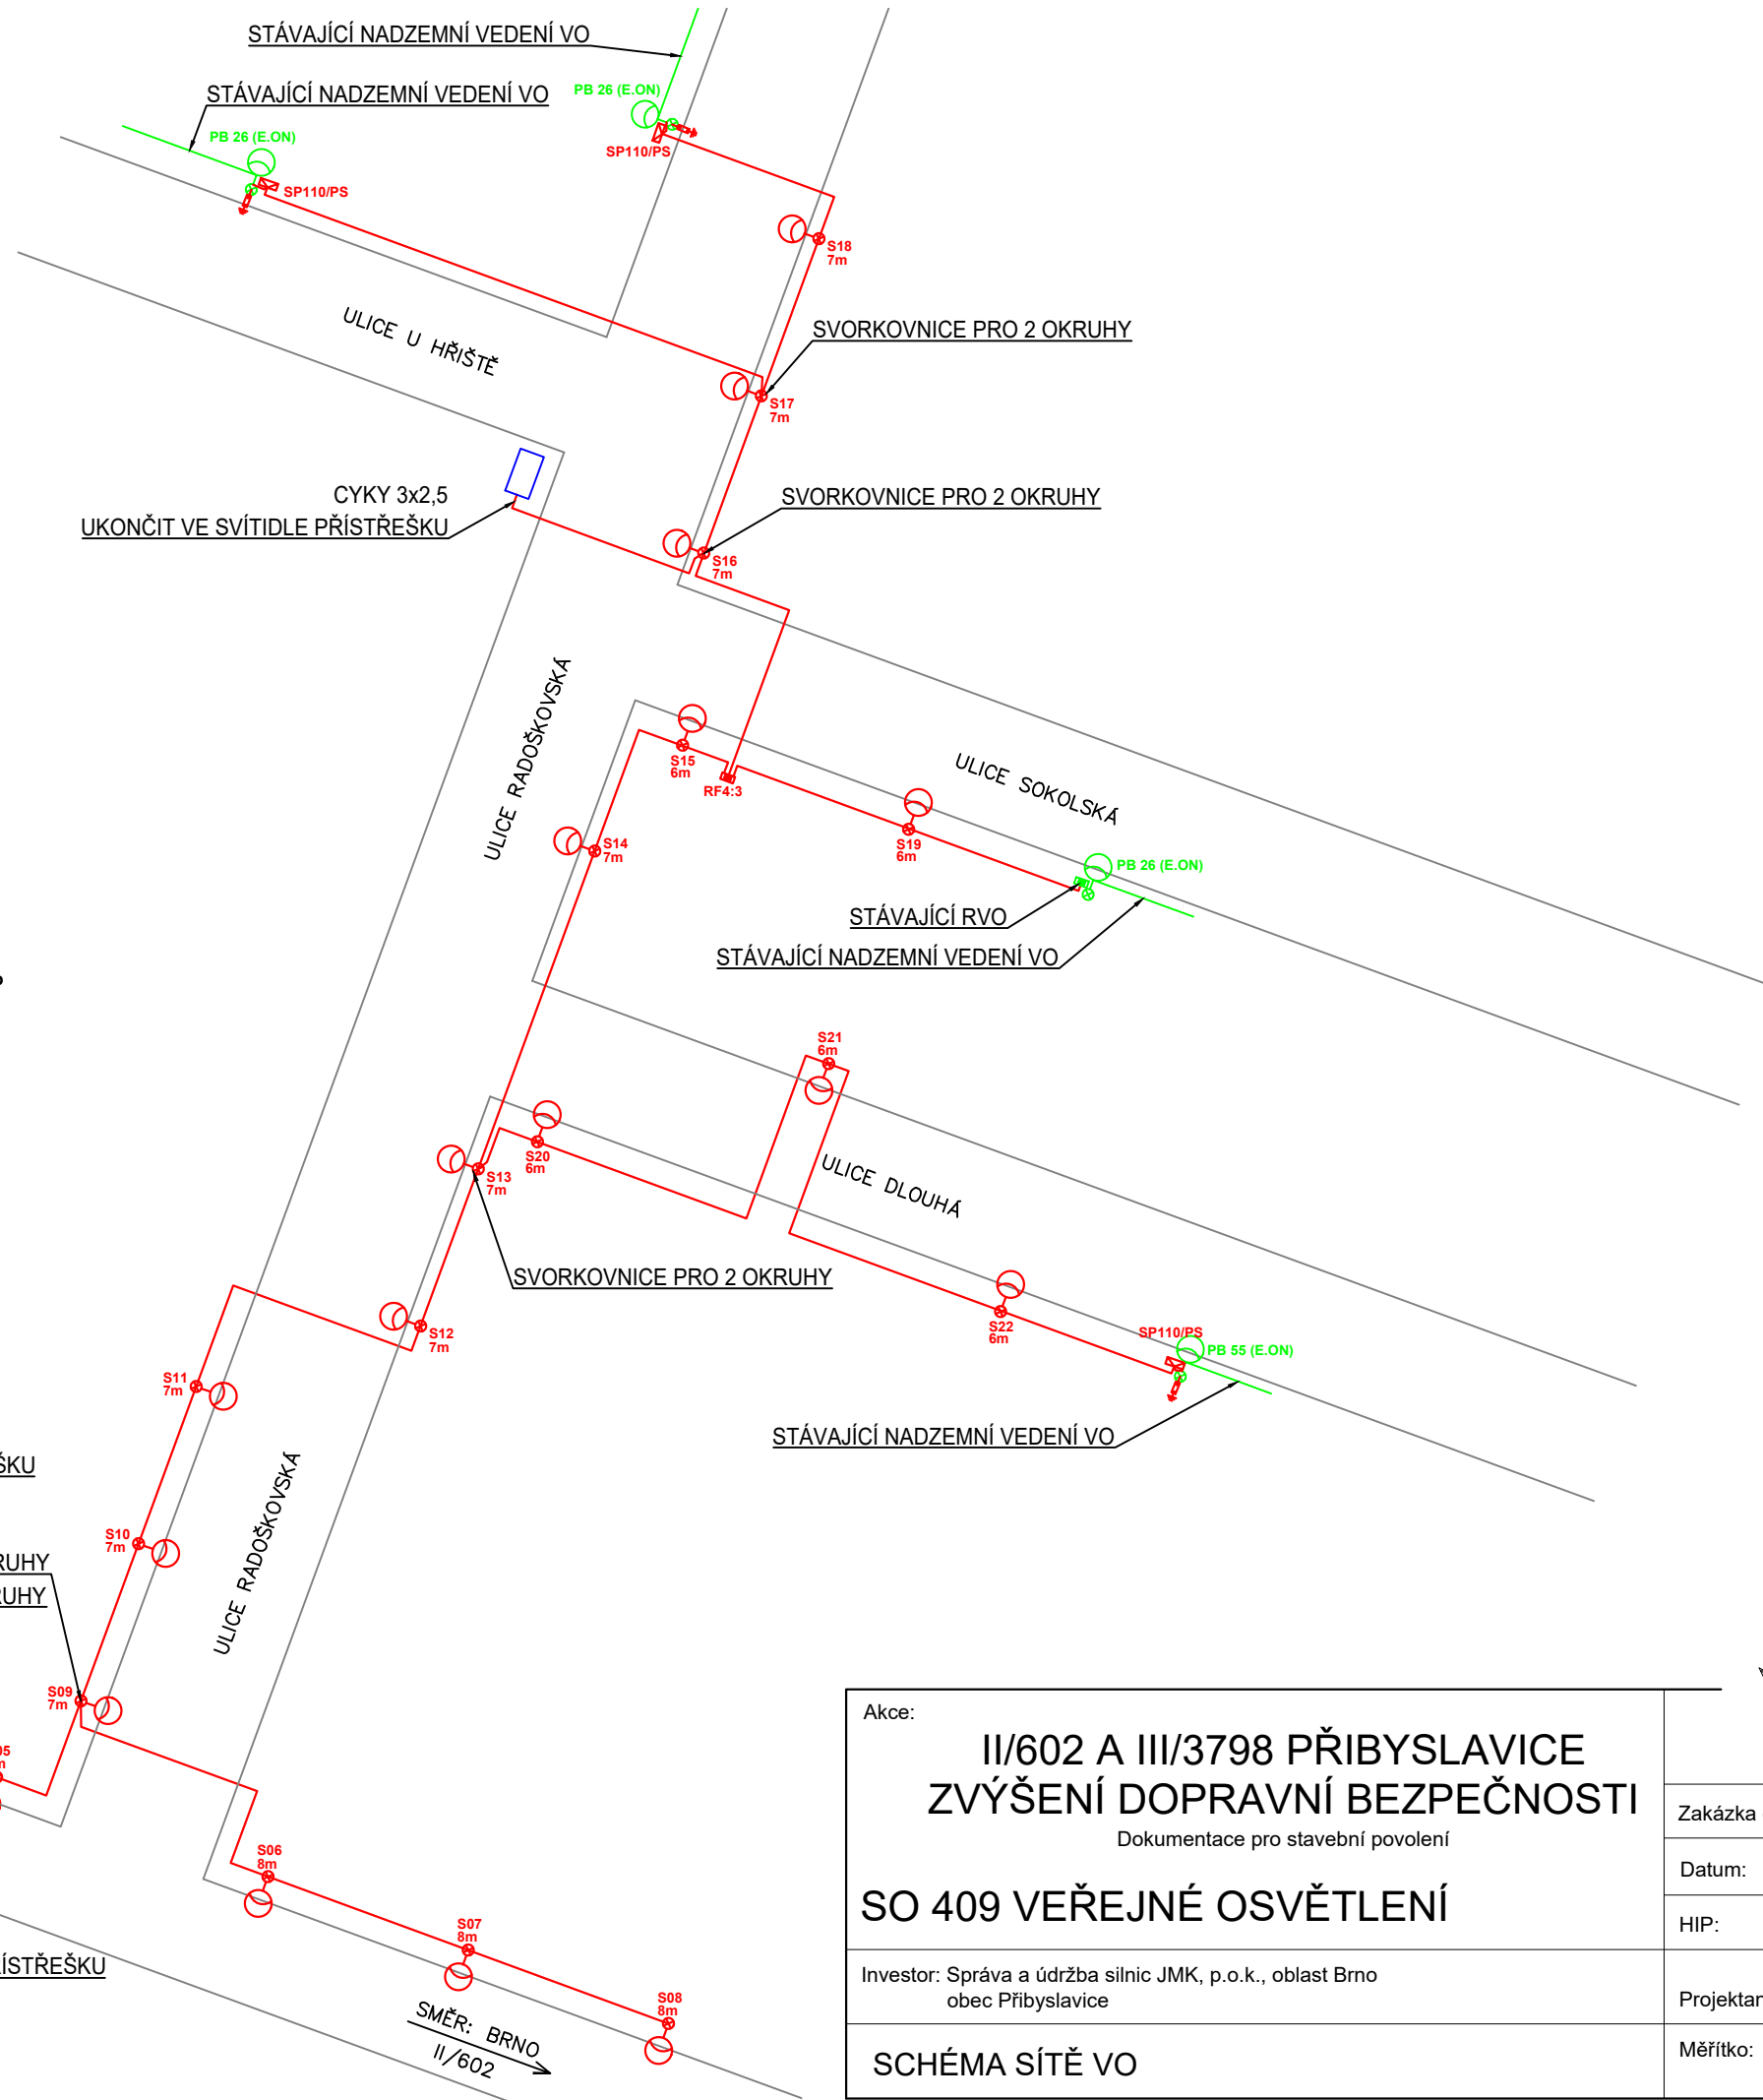 STÁVAJÍCÍ NADZEMNÍ VEDENÍ VO
STÁVAJÍCÍ NADZEMNÍ VEDENÍ VO
PB 26 (E.ON)
PB 26 (E.ON)
SP110/PS
SP110/PS
S18
7m
ULICE U HŘIŠTĚ
SVORKOVNICE PRO 2 OKRUHY
S17
7m
CYKY 3x2,5
UKONČIT VE SVÍTIDLE PŘÍSTŘEŠKU
SVORKOVNICE PRO 2 OKRUHY
S16
7m
ULICE RADOŠKOVSKÁ
S15
6m
RF4:3
ULICE SOKOLSKÁ
S14
7m
S19
6m
PB 26 (E.ON)
STÁVAJÍCÍ RVO
STÁVAJÍCÍ NADZEMNÍ VEDENÍ VO
S21
6m
S20
6m
S13
7m
ULICE DLOUHÁ
SVORKOVNICE PRO 2 OKRUHY
S12
7m
S22
6m
SP110/PS
PB 55 (E.ON)
S11
7m
STÁVAJÍCÍ NADZEMNÍ VEDENÍ VO
ŠKU
S10
7m
ULICE RADOŠKOVSKÁ
RUHY
RUHY
S09
7m
05
m
S06
8m
S07
8m
S08
8m
ÍSTŘEŠKU
SMĚR: BRNO
II/602
Akce:
II/602 A III/3798 PŘIBYSLAVICE
ZVÝŠENÍ DOPRAVNÍ BEZPEČNOSTI
Dokumentace pro stavební povolení
SO 409 VEŘEJNÉ OSVĚTLENÍ
Investor: Správa a údržba silnic JMK, p.o.k., oblast Brno
obec Přibyslavice
SCHÉMA SÍTĚ VO
Zakázka
Datum:
HIP:
Projektan
Měřítko: